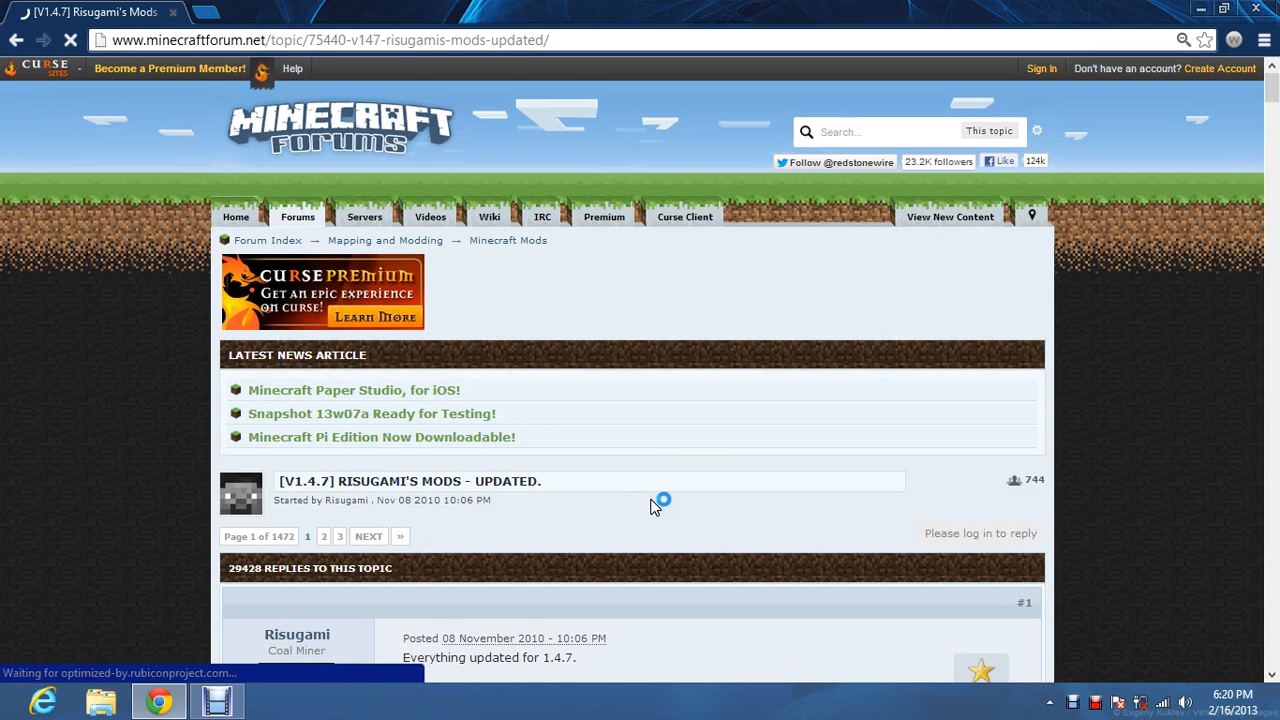 [V1.4.7] Risugami's Mods
www.minecraftforum.net/topic/75440-v147-risugamis-mods-updated/
CURSE SITES Become a Premium Member! Help Sign In Don't have an account? Create Account
MINECRAFT FORUMS
Search... This topic
Follow @redstonewire 23.2K followers Like 124k
Home Forums Servers Videos Wiki IRC Premium Curse Client View New Content
Forum Index → Mapping and Modding → Minecraft Mods
CURSE PREMIUM
GET AN EPIC EXPERIENCE
ON CURSE! LEARN MORE
LATEST NEWS ARTICLE
Minecraft Paper Studio, for iOS!
Snapshot 13w07a Ready for Testing!
Minecraft Pi Edition Now Downloadable!
[V1.4.7] RISUGAMI'S MODS - UPDATED. 744
Started by Risugami , Nov 08 2010 10:06 PM
Page 1 of 1472 1 2 3 NEXT » Please log in to reply
29428 REPLIES TO THIS TOPIC
#1
Risugami
Coal Miner
Posted 08 November 2010 - 10:06 PM
Everything updated for 1.4.7.
Waiting for optimized-by.rubiconproject.com...
6:20 PM
2/16/2013